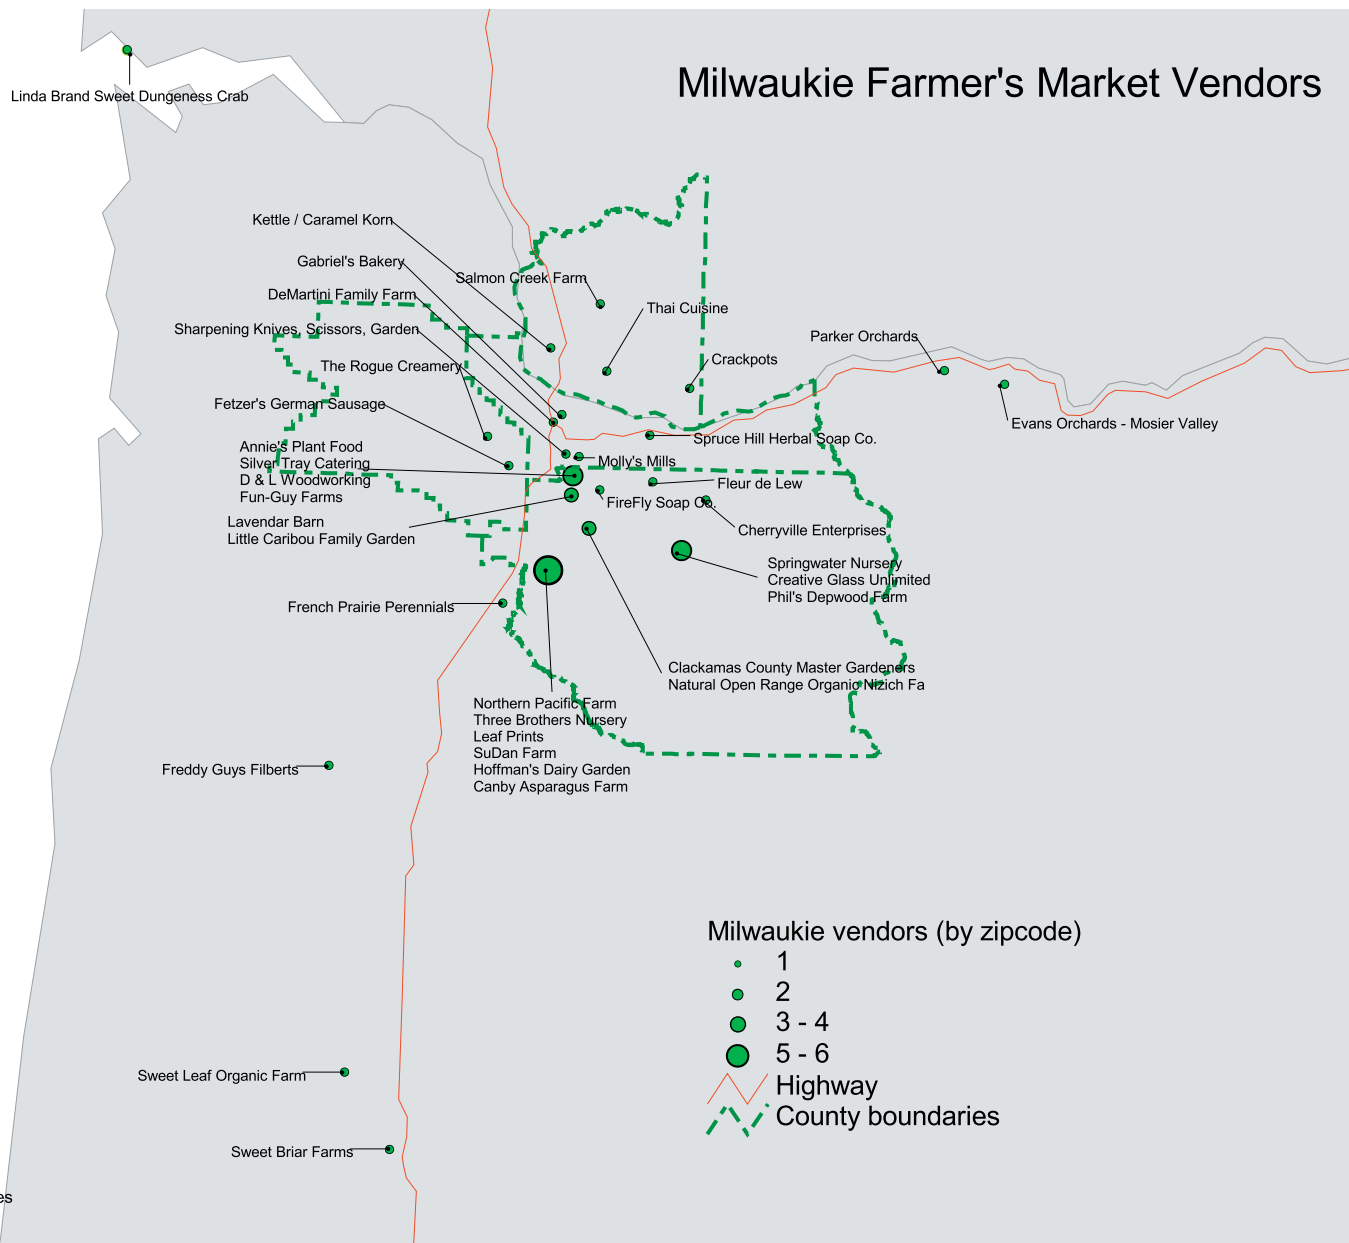 Milwaukie Farmer's Market Vendors
Linda Brand Sweet Dungeness Crab
Kettle / Caramel Korn
Gabriel's Bakery
Salmon Creek Farm
DeMartini Family Farm
Thai Cuisine
Sharpening Knives, Scissors, Garden
Parker Orchards
Crackpots
The Rogue Creamery
Fetzer's German Sausage
Evans Orchards - Mosier Valley
Spruce Hill Herbal Soap Co.
Annie's Plant Food
Silver Tray Catering
D & L Woodworking
Fun-Guy Farms
Molly's Mills
Fleur de Lew
FireFly Soap Co.
Lavendar Barn
Little Caribou Family Garden
Cherryville Enterprises
Springwater Nursery
Creative Glass Unlimited
Phil's Depwood Farm
French Prairie Perennials
Clackamas County Master Gardeners
Natural Open Range Organic Nizich Fa
Northern Pacific Farm
Three Brothers Nursery
Leaf Prints
SuDan Farm
Hoffman's Dairy Garden
Canby Asparagus Farm
Freddy Guys Filberts
Milwaukie vendors (by zipcode)
1
2
3 - 4
5 - 6
Highway
County boundaries
Sweet Leaf Organic Farm
Sweet Briar Farms
es